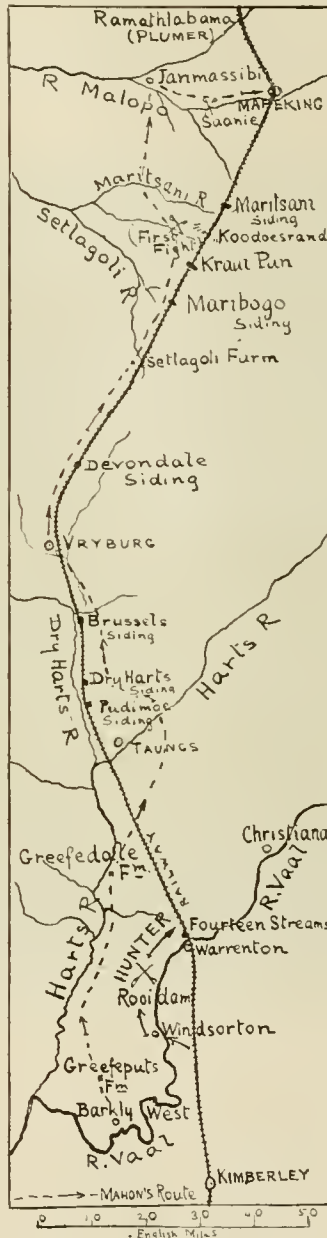 Ramathlabama
(PLUMER)
Janmassibi
R Malopo
MAFEKING
Saanie
Maritsani R
Maritsani
Siding
Setlagoli R
(First
Fight)
Koodoesrand
Kraai Pan
Maribogo
Siding
Setlagoli Farm
Devondale
Siding
VRYBURG
Brussels
Siding
Dry Harts R
Harts R
Dry Harts
Siding
Pudimoe
Siding
TAUNGS
Christiana
RAILWAY
Greefedale
Fm
R. Vaal
Harts R
HUNTER
Fourteen Streams
Warrenton
Rooidam
Windsorton
Greefeputs
Fm
Barkly West
R. Vaal
KIMBERLEY
MAHON'S Route
0 10 20 30 40 50
English Miles